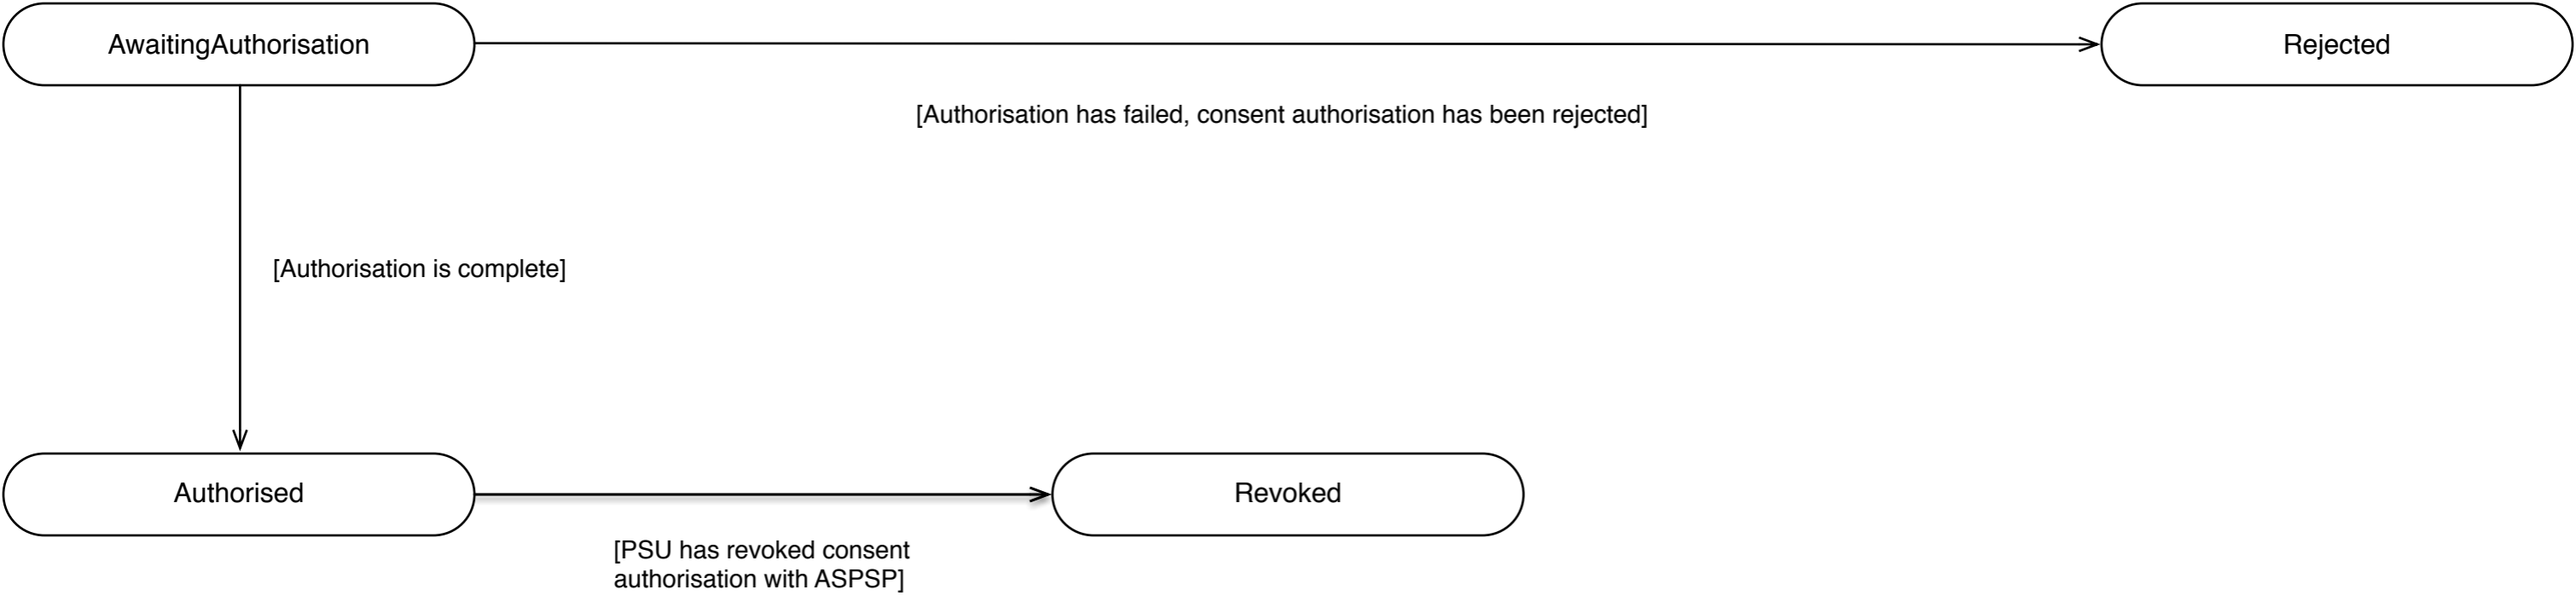 AwaitingAuthorisation
Rejected
[Authorisation has failed, consent authorisation has been rejected]
[Authorisation is complete]
Authorised
Revoked
[PSU has revoked consent
authorisation with ASPSP]